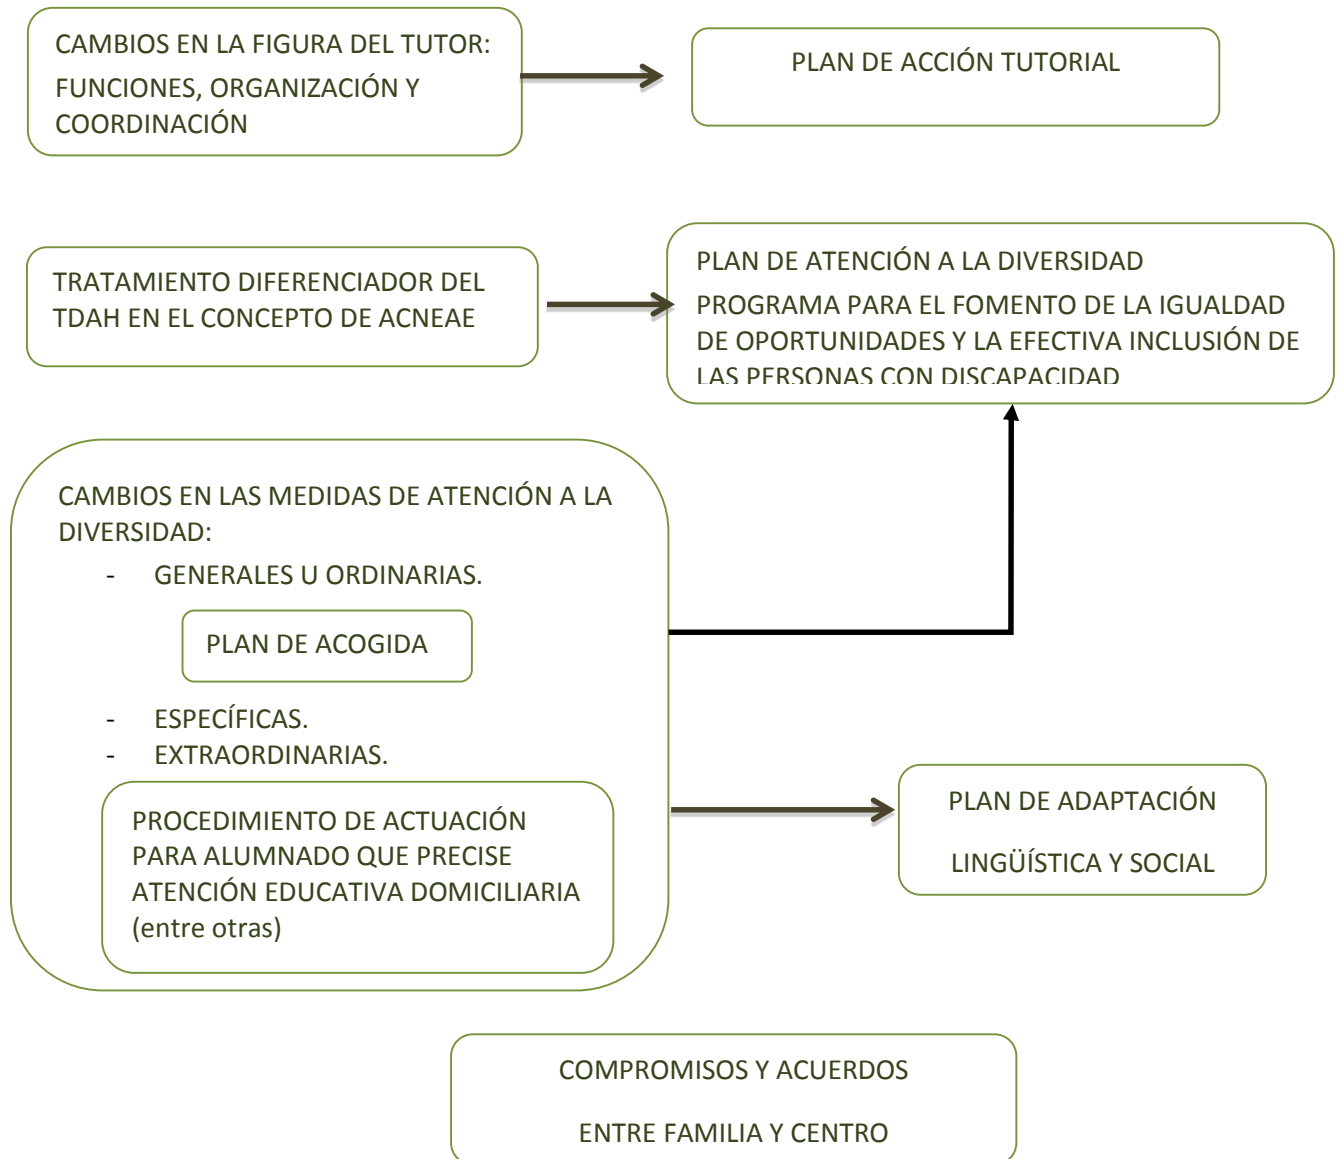 CAMBIOS EN LA FIGURA DEL TUTOR:
FUNCIONES, ORGANIZACIÓN Y
COORDINACIÓN
PLAN DE ACCIÓN TUTORIAL
TRATAMIENTO DIFERENCIADOR DEL
TDAH EN EL CONCEPTO DE ACNEAE
PLAN DE ATENCIÓN A LA DIVERSIDAD
PROGRAMA PARA EL FOMENTO DE LA IGUALDAD
DE OPORTUNIDADES Y LA EFECTIVA INCLUSIÓN DE
LAS PERSONAS CON DISCAPACIDAD
CAMBIOS EN LAS MEDIDAS DE ATENCIÓN A LA
DIVERSIDAD:
- GENERALES U ORDINARIAS.
PLAN DE ACOGIDA
- ESPECÍFICAS.
- EXTRAORDINARIAS.
PROCEDIMIENTO DE ACTUACIÓN
PARA ALUMNADO QUE PRECISE
ATENCIÓN EDUCATIVA DOMICILIARIA
(entre otras)
PLAN DE ADAPTACIÓN
LINGÜÍSTICA Y SOCIAL
COMPROMISOS Y ACUERDOS
ENTRE FAMILIA Y CENTRO